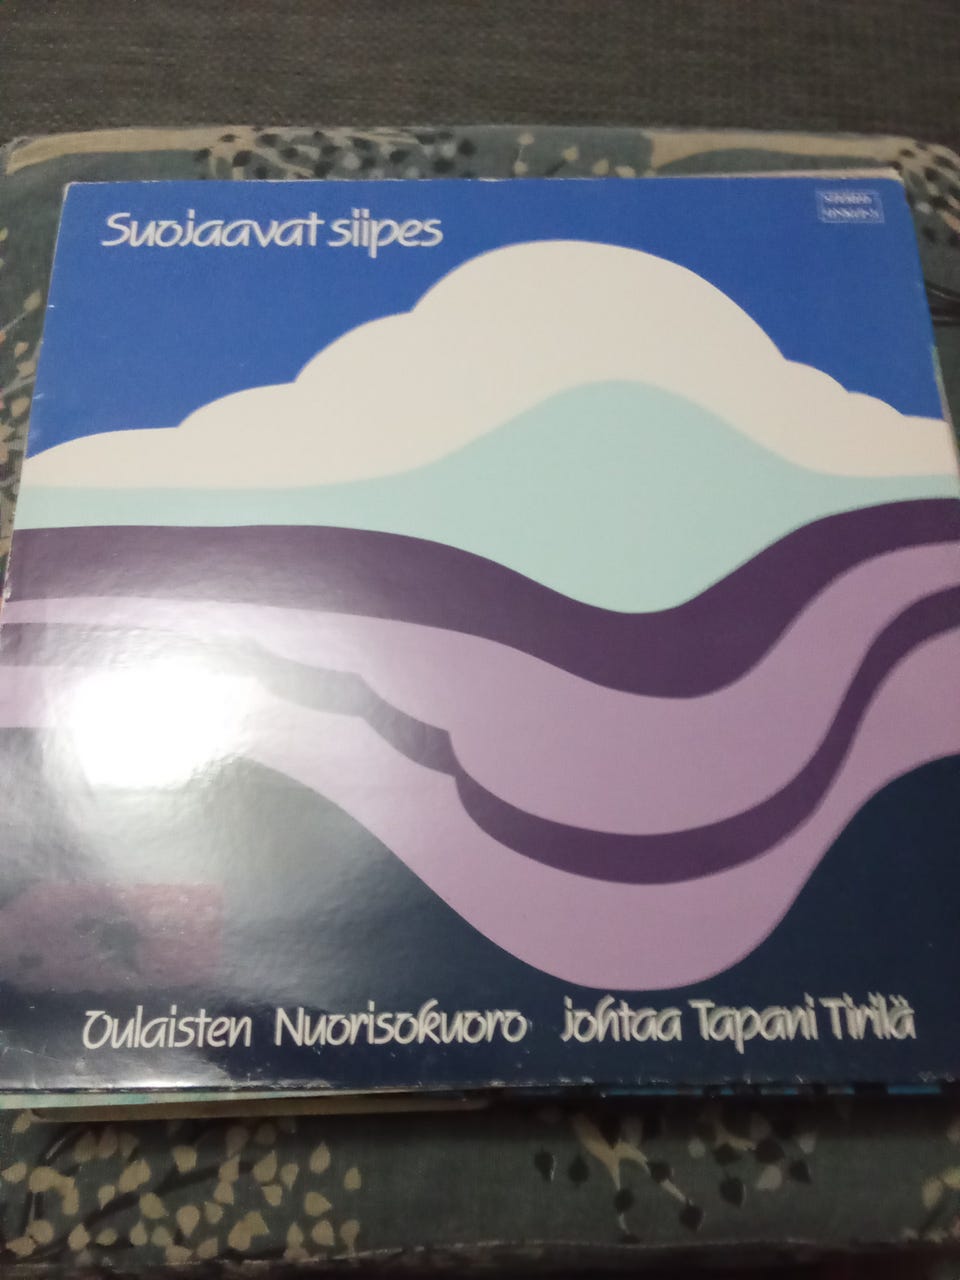 Suojaavat siipes
Oulaisten Nuorisokuoro johtaa Tapani Tirilä